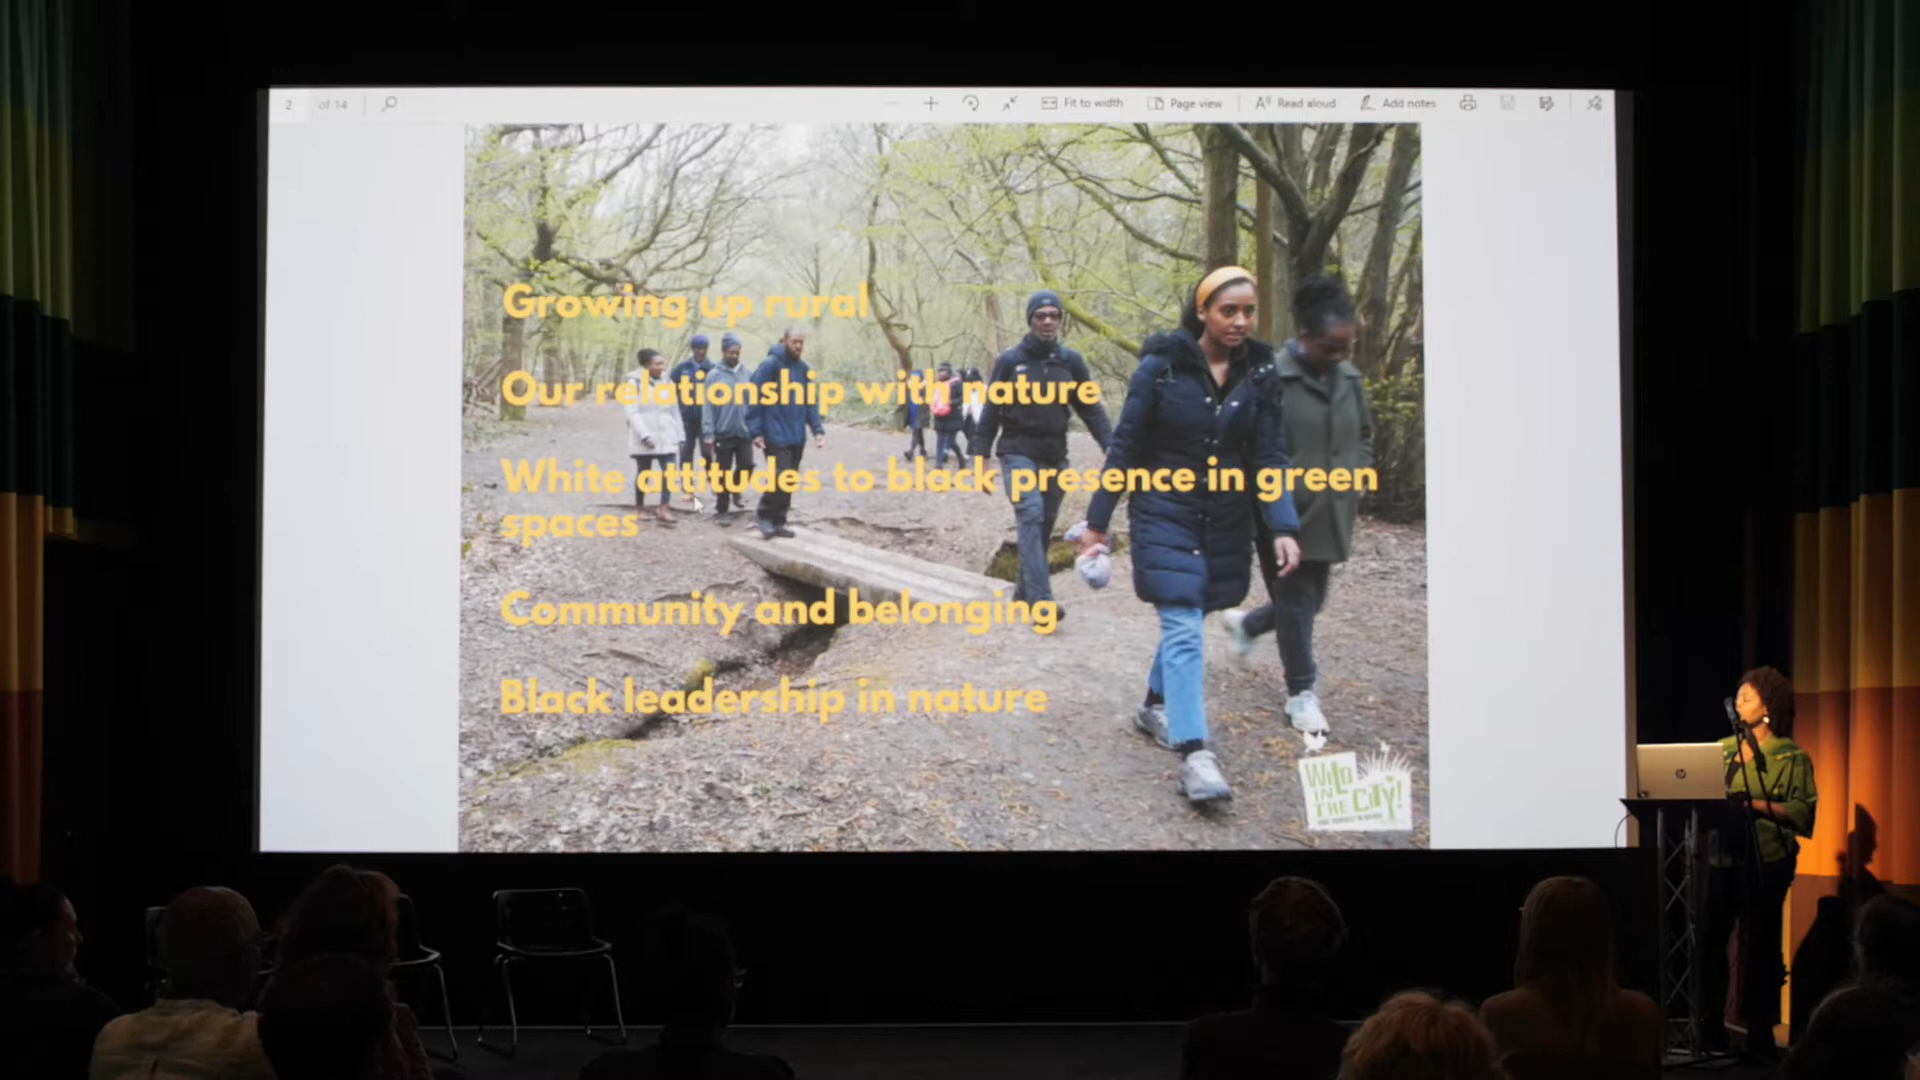 2 of 14
Fit to width
Page view
Read aloud
Add notes
Growing up rural
Our relationship with nature
White attitudes to black presence in green
spaces
Community and belonging
Black leadership in nature
WILD
IN
THE CITY!
hp